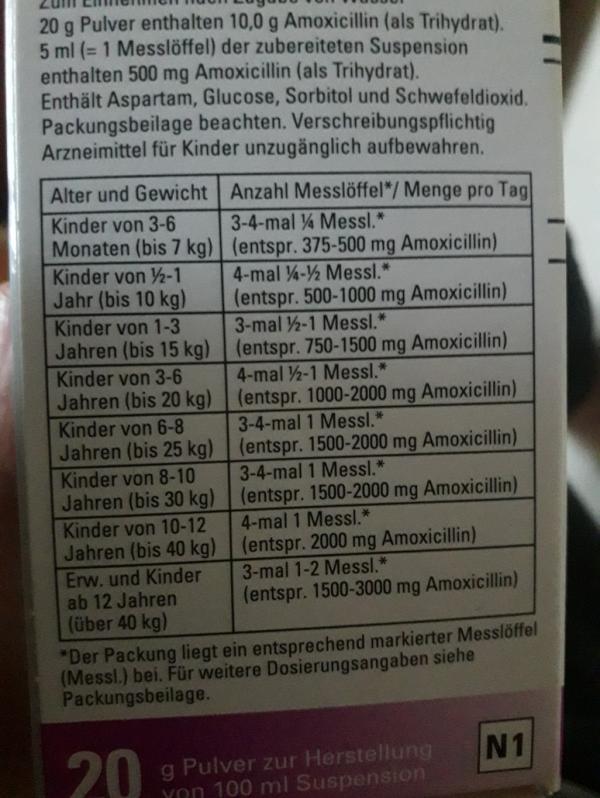 20 g Pulver enthalten 10,0 g Amoxicillin (als Trihydrat).
5 ml (= 1 Messlöffel) der zubereiteten Suspension
enthalten 500 mg Amoxicillin (als Trihydrat).
Enthält Aspartam, Glucose, Sorbitol und Schwefeldioxid.
Packungsbeilage beachten. Verschreibungspflichtig
Arzneimittel für Kinder unzugänglich aufbewahren.
Alter und Gewicht Anzahl Messlöffel*/ Menge pro Tag
Kinder von 3-6 3-4-mal ¼ Messl.*
Monaten (bis 7 kg) (entspr. 375-500 mg Amoxicillin)
Kinder von ½-1 4-mal ¼-½ Messl.*
Jahr (bis 10 kg) (entspr. 500-1000 mg Amoxicillin)
Kinder von 1-3 3-mal ½-1 Messl.*
Jahren (bis 15 kg) (entspr. 750-1500 mg Amoxicillin)
Kinder von 3-6 4-mal ½-1 Messl.*
Jahren (bis 20 kg) (entspr. 1000-2000 mg Amoxicillin)
Kinder von 6-8 3-4-mal 1 Messl.*
Jahren (bis 25 kg) (entspr. 1500-2000 mg Amoxicillin)
Kinder von 8-10 3-4-mal 1 Messl.*
Jahren (bis 30 kg) (entspr. 1500-2000 mg Amoxicillin)
Kinder von 10-12 4-mal 1 Messl.*
Jahren (bis 40 kg) (entspr. 2000 mg Amoxicillin)
Erw. und Kinder 3-mal 1-2 Messl.*
ab 12 Jahren (entspr. 1500-3000 mg Amoxicillin)
(über 40 kg)
*Der Packung liegt ein entsprechend markierter Messlöffel
(Messl.) bei. Für weitere Dosierungsangaben siehe
Packungsbeilage.
20 g Pulver zur Herstellung
von 100 ml Suspension
N1